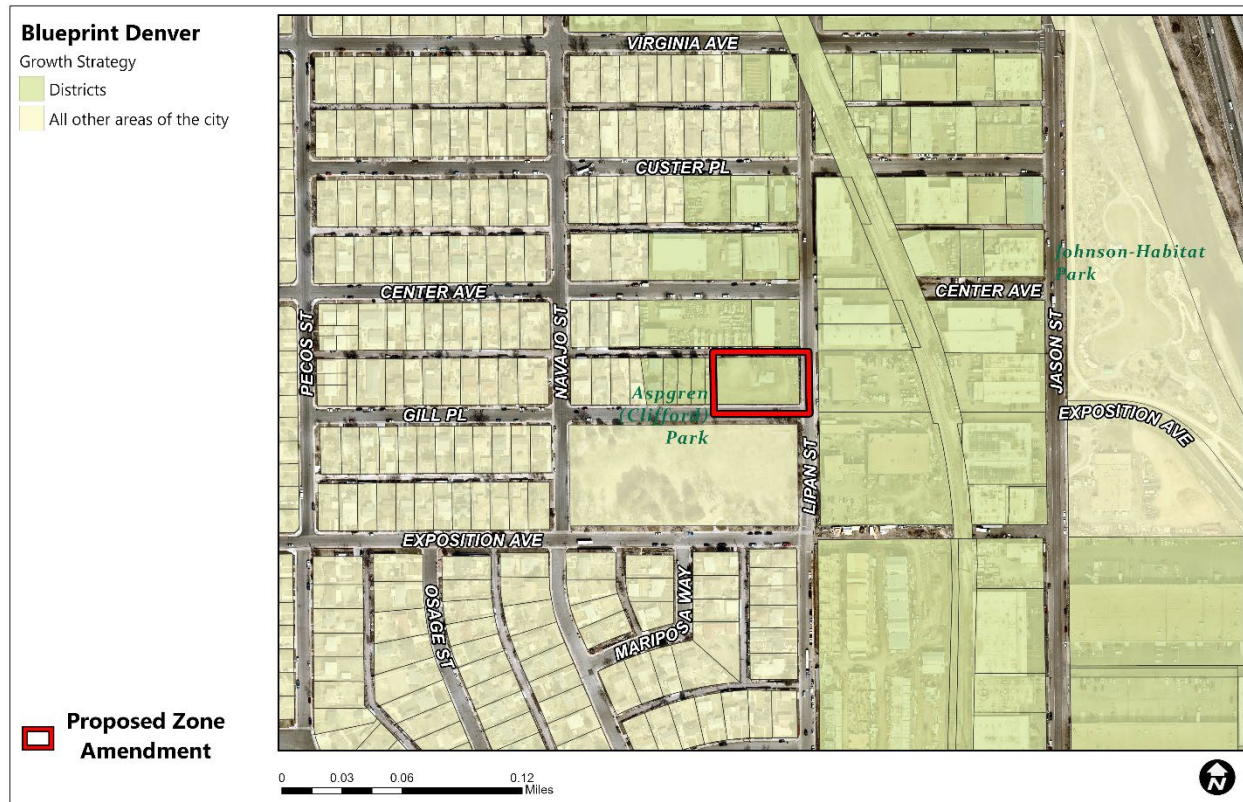 Blueprint Denver
Growth Strategy
Districts
All other areas of the city
VIRGINIA AVE
CUSTER PL
Johnson-Habitat
Park
CENTER AVE
CENTER AVE
PECOS ST
NAVAJO ST
JASON ST
Aspgren
(Clifford)
Park
GILL PL
EXPOSITION AVE
LIPAN ST
EXPOSITION AVE
OSAGE ST
MARIPOSA WAY
Proposed Zone
Amendment
0 0.03 0.06 0.12
Miles
N